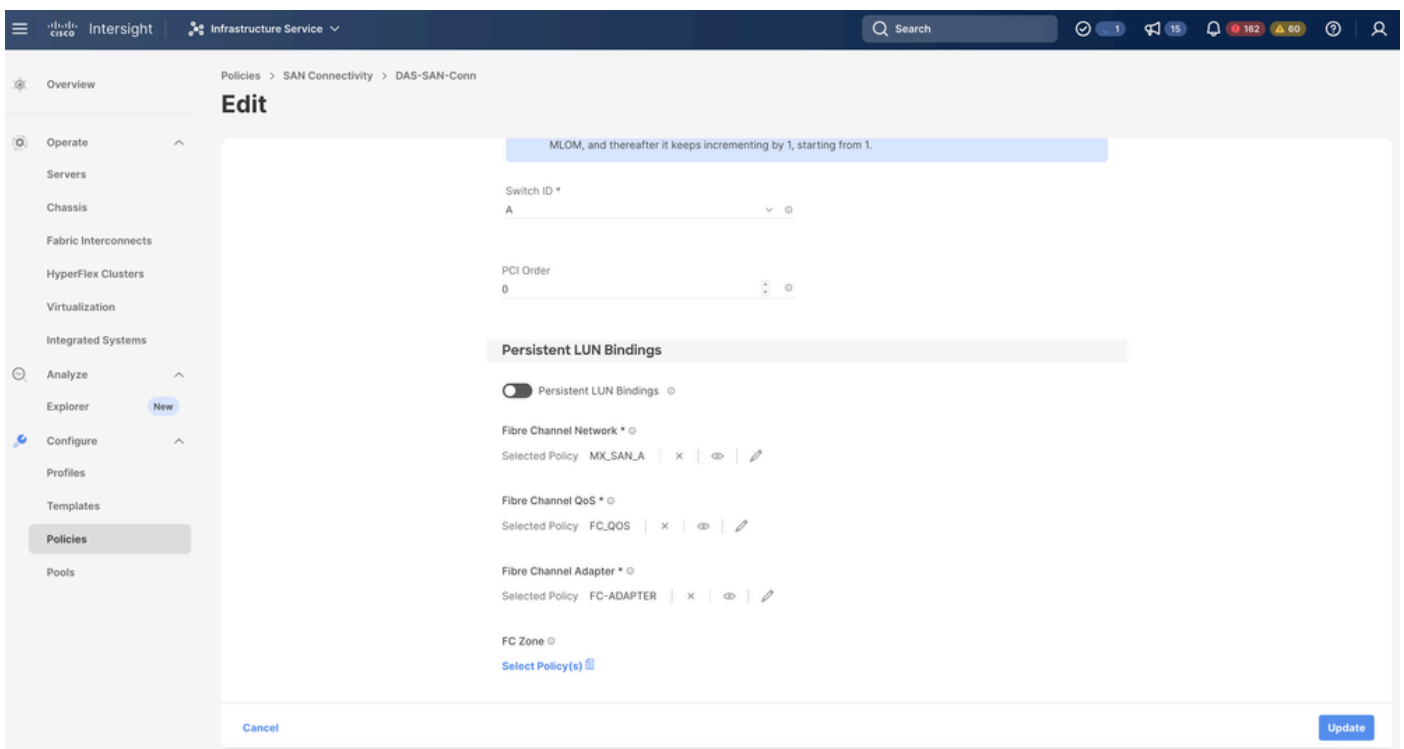 cisco Intersight
Infrastructure Service
Search
1
15
162
60
Overview
Operate
Servers
Chassis
Fabric Interconnects
HyperFlex Clusters
Virtualization
Integrated Systems
Analyze
Explorer New
Configure
Profiles
Templates
Policies
Pools
Policies > SAN Connectivity > DAS-SAN-Conn
Edit
MLOM, and thereafter it keeps incrementing by 1, starting from 1.
Switch ID *
A
PCI Order
0
Persistent LUN Bindings
Persistent LUN Bindings
Fibre Channel Network *
Selected Policy MX_SAN_A
Fibre Channel QoS *
Selected Policy FC_QOS
Fibre Channel Adapter *
Selected Policy FC-ADAPTER
FC Zone
Select Policy(s)
Cancel
Update